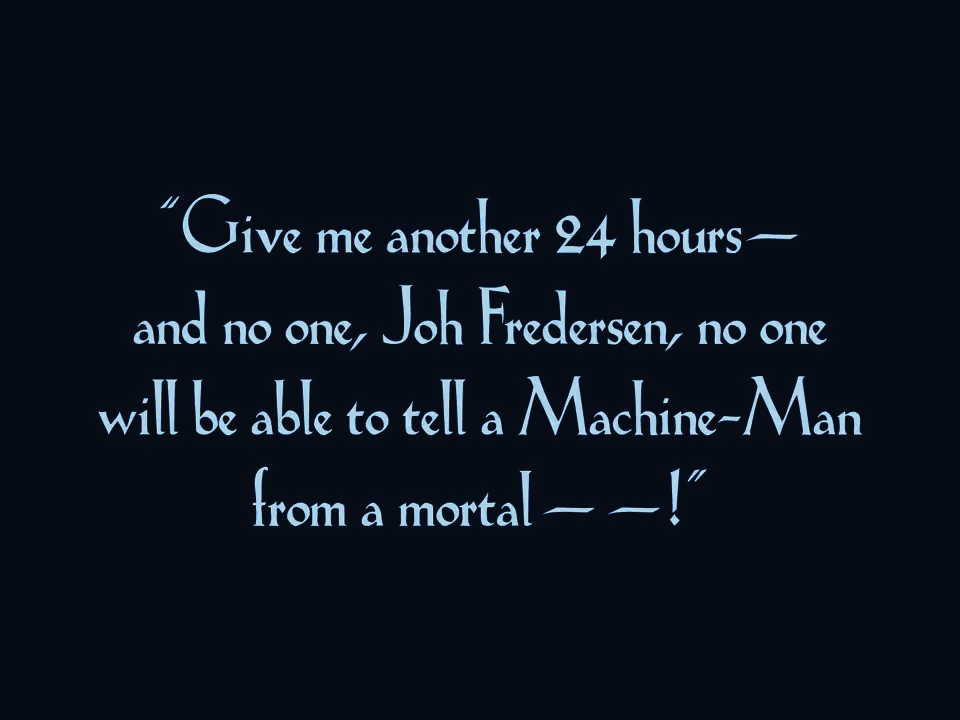 "Give me another 24 hours—
and no one, Joh Fredersen, no one
will be able to tell a Machine-Man
from a mortal — —!"